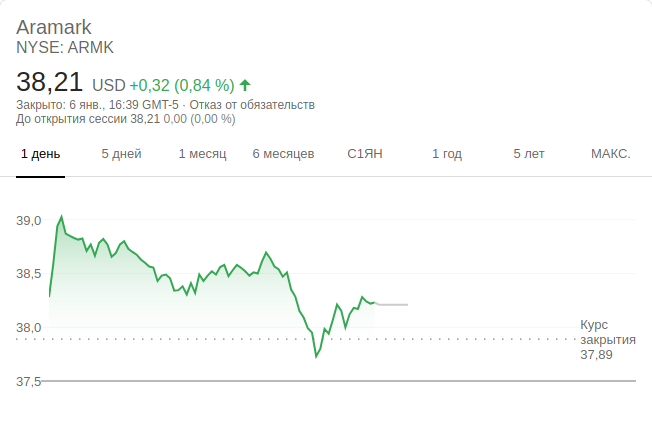 Aramark
NYSE: ARMK
38,21 USD +0,32 (0,84 %)
Закрыто: 6 янв., 16:39 GMT-5 · Отказ от обязательств
До открытия сессии 38,21 0,00 (0,00 %)
1 день 5 дней 1 месяц 6 месяцев С1ЯН 1 год 5 лет МАКС.
39,0
38,5
38,0
Курс
закрытия
37,89
37,5